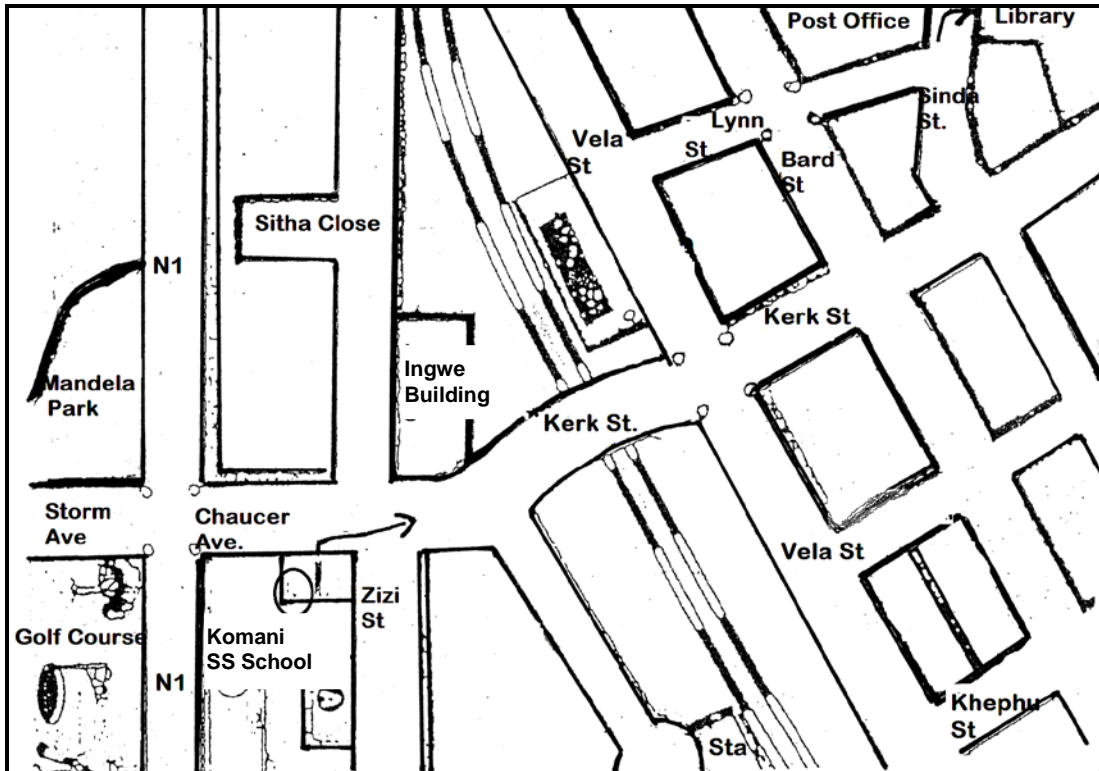 Post Office
Library
Sinda
St.
Lynn
St
Vela
St
Bard
St
Sitha Close
N1
Kerk St
Mandela
Park
Ingwe
Building
Kerk St.
Storm
Ave
Chaucer
Ave.
Vela St
Zizi
St
Golf Course
Komani
SS School
N1
Khephu
St
Sta